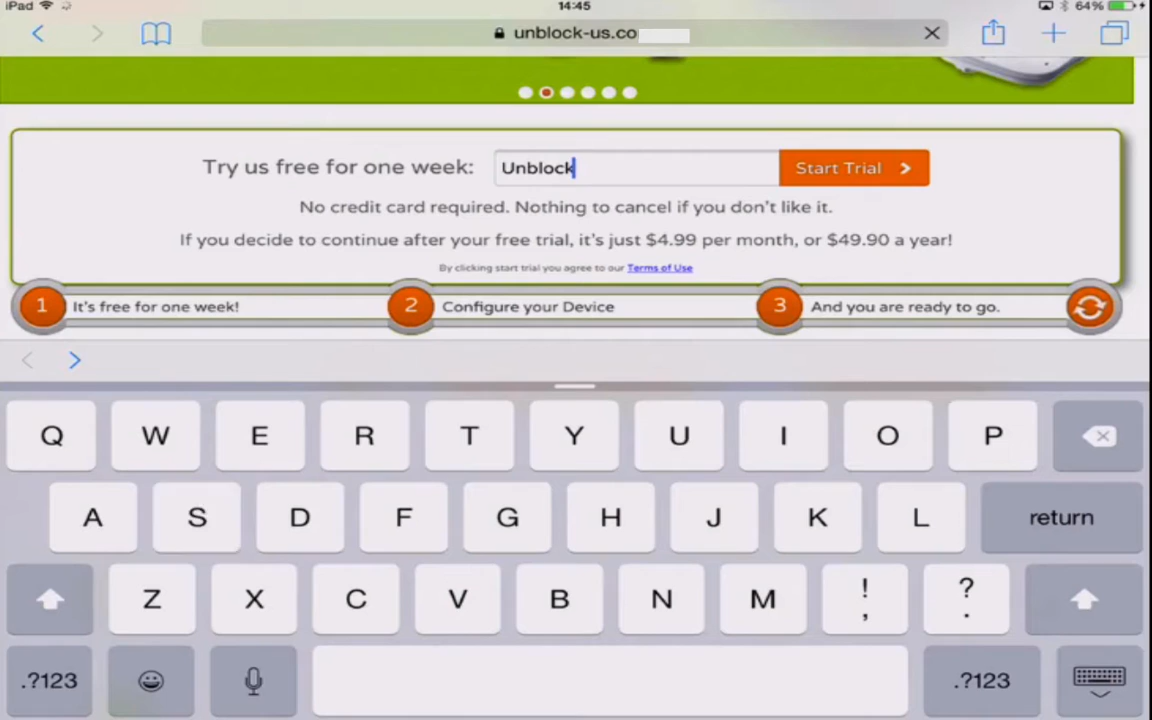 iPad 14:45 64%
unblock-us.co
Try us free for one week: Unblock Start Trial
No credit card required. Nothing to cancel if you don't like it.
If you decide to continue after your free trial, it's just $4.99 per month, or $49.90 a year!
By clicking start trial you agree to our Terms of Use
1 It's free for one week! 2 Configure your Device 3 And you are ready to go.
Q W E R T Y U I O P
A S D F G H J K L return
Z X C V B N M ! , ? .
.?123 .?123